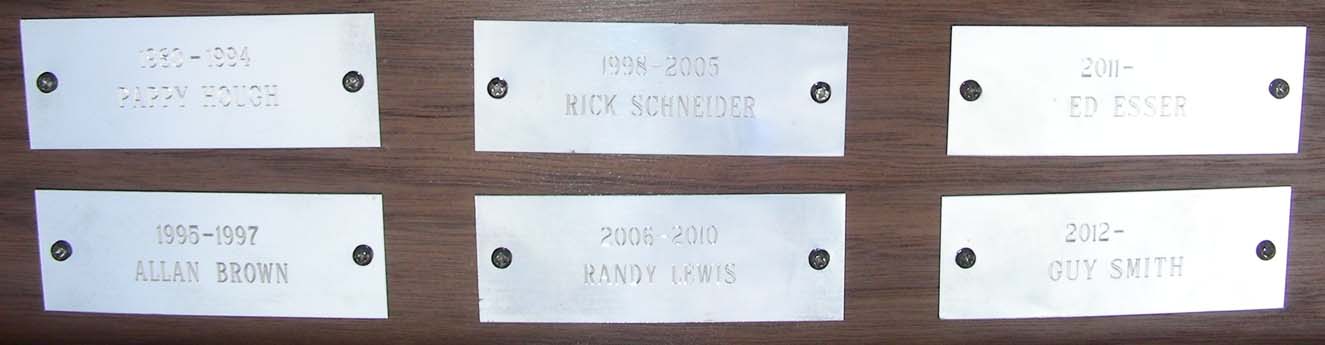 1980-1994
PAPPY HOUGH
1995-1997
ALLAN BROWN
1998-2005
RICK SCHNEIDER
2006-2010
RANDY LEWIS
2011-
ED ESSER
2012-
GUY SMITH